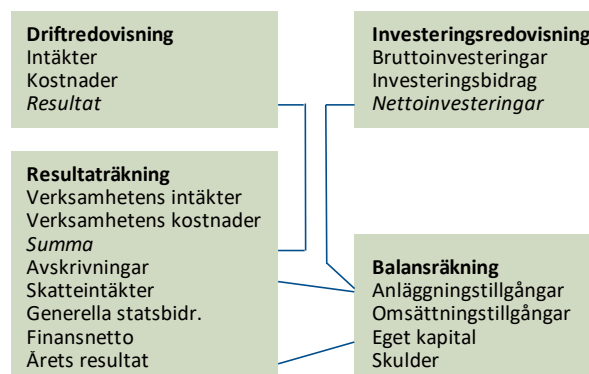 Driftredovisning
Intäkter
Kostnader
Resultat
Investeringsredovisning
Bruttoinvesteringar
Investeringsbidrag
Nettoinvesteringar
Resultaträkning
Verksamhetens intäkter
Verksamhetens kostnader
Summa
Avskrivningar
Skatteintäkter
Generella statsbidr.
Finansnetto
Årets resultat
Balansräkning
Anläggningstillgångar
Omsättningstillgångar
Eget kapital
Skulder